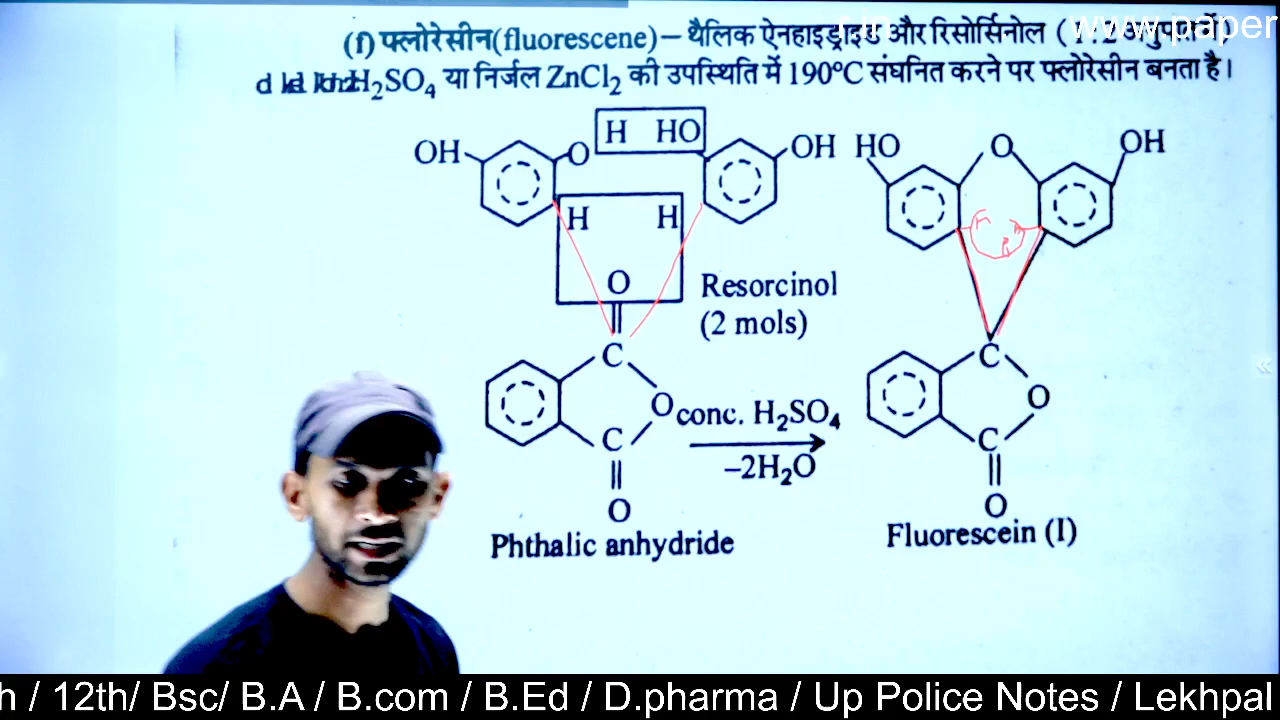 (f) फ्लोरेसीन(fluorescene)– थैलिक ऐनहाइड्राइड और रिसोर्सिनोल (1:2 अनुपात में)
www.paper
H₂SO₄ या निर्जल ZnCl₂ की उपस्थिति में 190°C संघनित करने पर फ्लोरेसीन बनता है।
OH O H HO OH HO O OH
H H
O
Resorcinol
(2 mols)
C C
O conc. H₂SO₄ O
C –2H₂O C
O O
Phthalic anhydride Fluorescein (I)
h / 12th/ Bsc/ B.A / B.com / B.Ed / D.pharma / Up Police Notes / Lekhpal